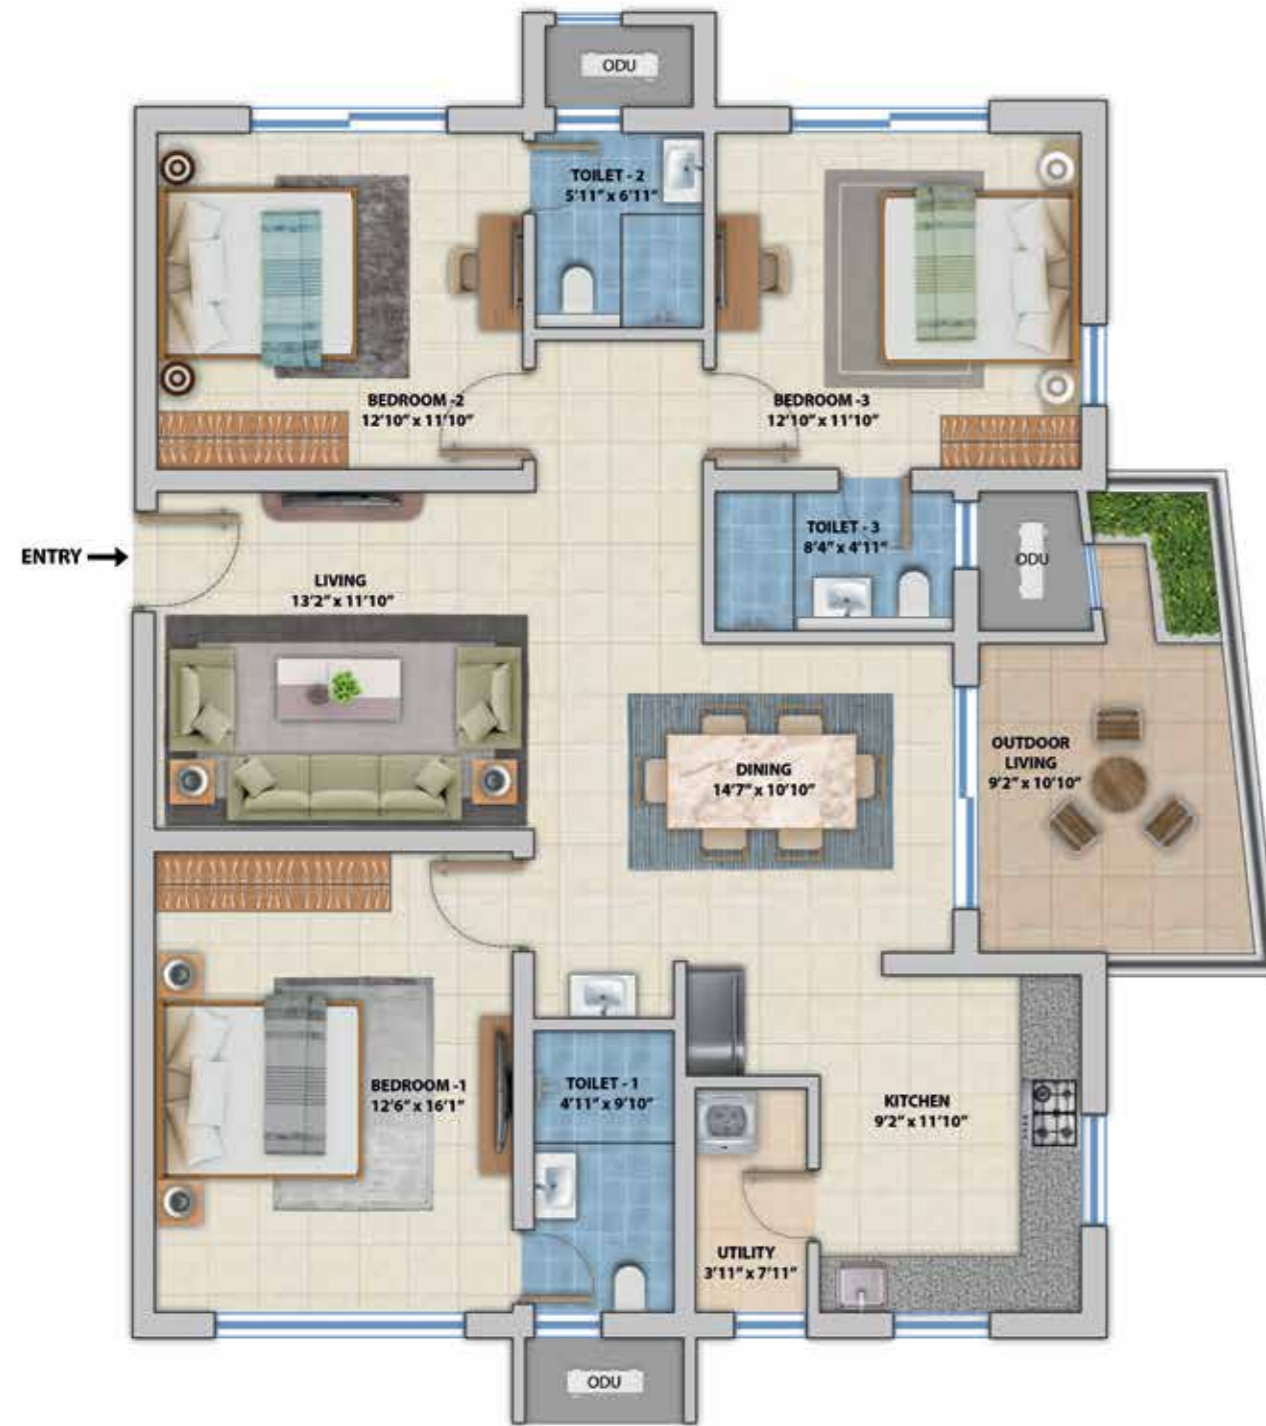 ODU
TOILET - 2
5'11" x 6'11"
BEDROOM -2
12'10" x 11'10"
BEDROOM -3
12'10" x 11'10"
ENTRY
TOILET - 3
8'4" x 4'11"
ODU
LIVING
13'2" x 11'10"
OUTDOOR
LIVING
9'2" x 10'10"
DINING
14'7" x 10'10"
BEDROOM -1
12'6" x 16'1"
TOILET - 1
4'11" x 9'10"
KITCHEN
9'2" x 11'10"
UTILITY
3'11" x 7'11"
ODU